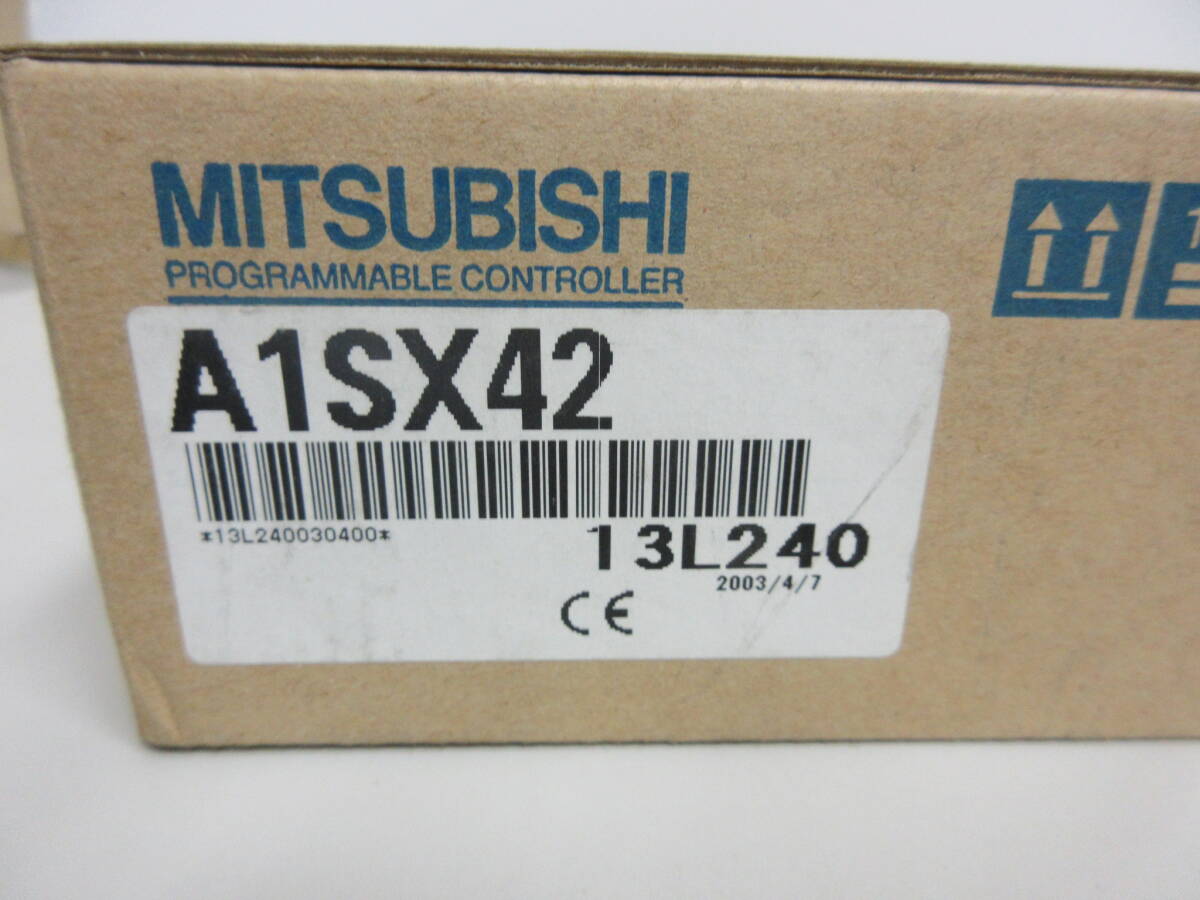 MITSUBISHI
PROGRAMMABLE CONTROLLER
A1SX42
*13L240030400*
13L240
2003/4/7
CE